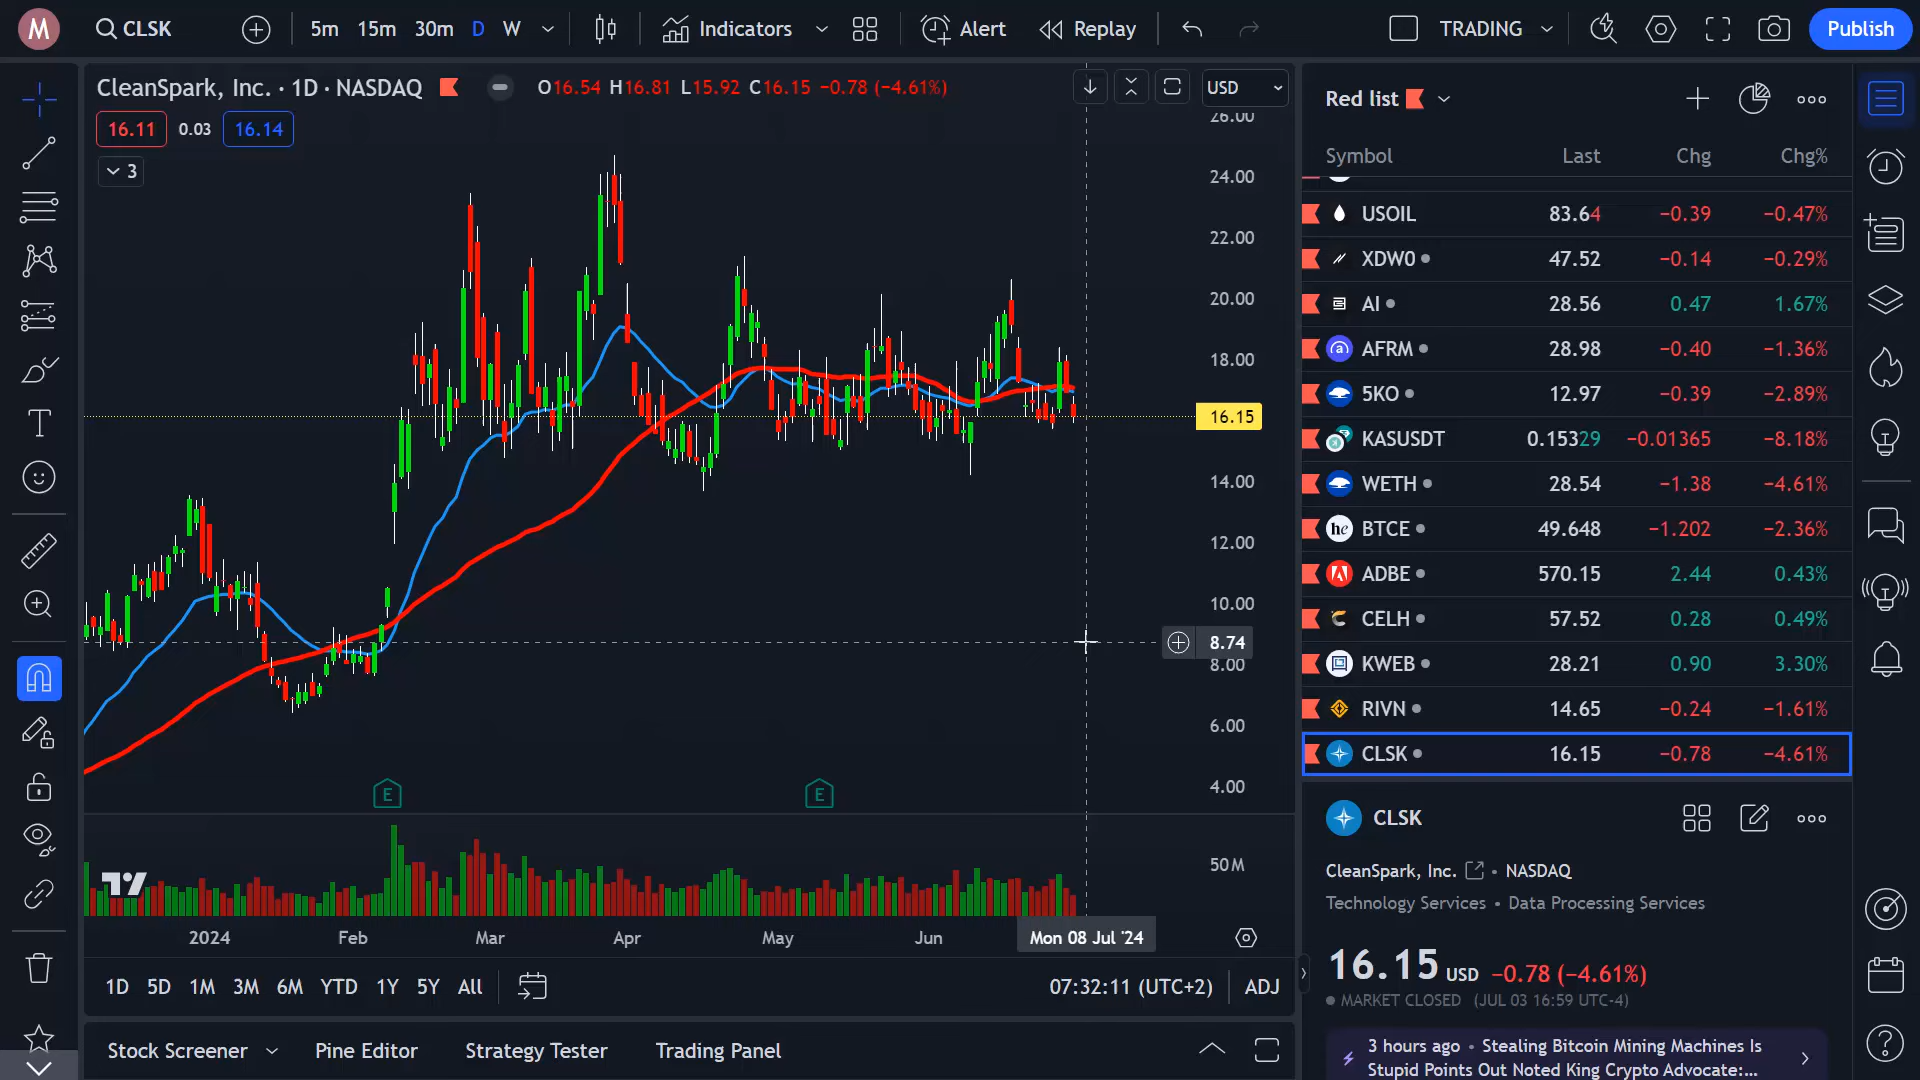 M
CLSK
5m 15m 30m D W
Indicators
Alert
Replay
TRADING
Publish
CleanSpark, Inc. · 1D · NASDAQ
O16.54 H16.81 L15.92 C16.15 −0.78 (−4.61%)
USD
16.11 0.03 16.14
3
26.00
24.00
22.00
20.00
18.00
16.15
14.00
12.00
10.00
8.74
8.00
6.00
4.00
E
E
50 M
2024 Feb Mar Apr May Jun Mon 08 Jul '24
1D 5D 1M 3M 6M YTD 1Y 5Y All
07:32:11 (UTC+2) ADJ
Stock Screener Pine Editor Strategy Tester Trading Panel
Red list
Symbol Last Chg Chg%
USOIL 83.64 −0.39 −0.47%
XDW0 47.52 −0.14 −0.29%
AI 28.56 0.47 1.67%
AFRM 28.98 −0.40 −1.36%
5KO 12.97 −0.39 −2.89%
KASUSDT 0.15329 −0.01365 −8.18%
WETH 28.54 −1.38 −4.61%
he BTCE 49.648 −1.202 −2.36%
ADBE 570.15 2.44 0.43%
CELH 57.52 0.28 0.49%
KWEB 28.21 0.90 3.30%
RIVN 14.65 −0.24 −1.61%
CLSK 16.15 −0.78 −4.61%
CLSK
CleanSpark, Inc. • NASDAQ
Technology Services • Data Processing Services
16.15 USD −0.78 (−4.61%)
MARKET CLOSED (JUL 03 16:59 UTC-4)
3 hours ago • Stealing Bitcoin Mining Machines Is
Stupid Points Out Noted King Crypto Advocate:...